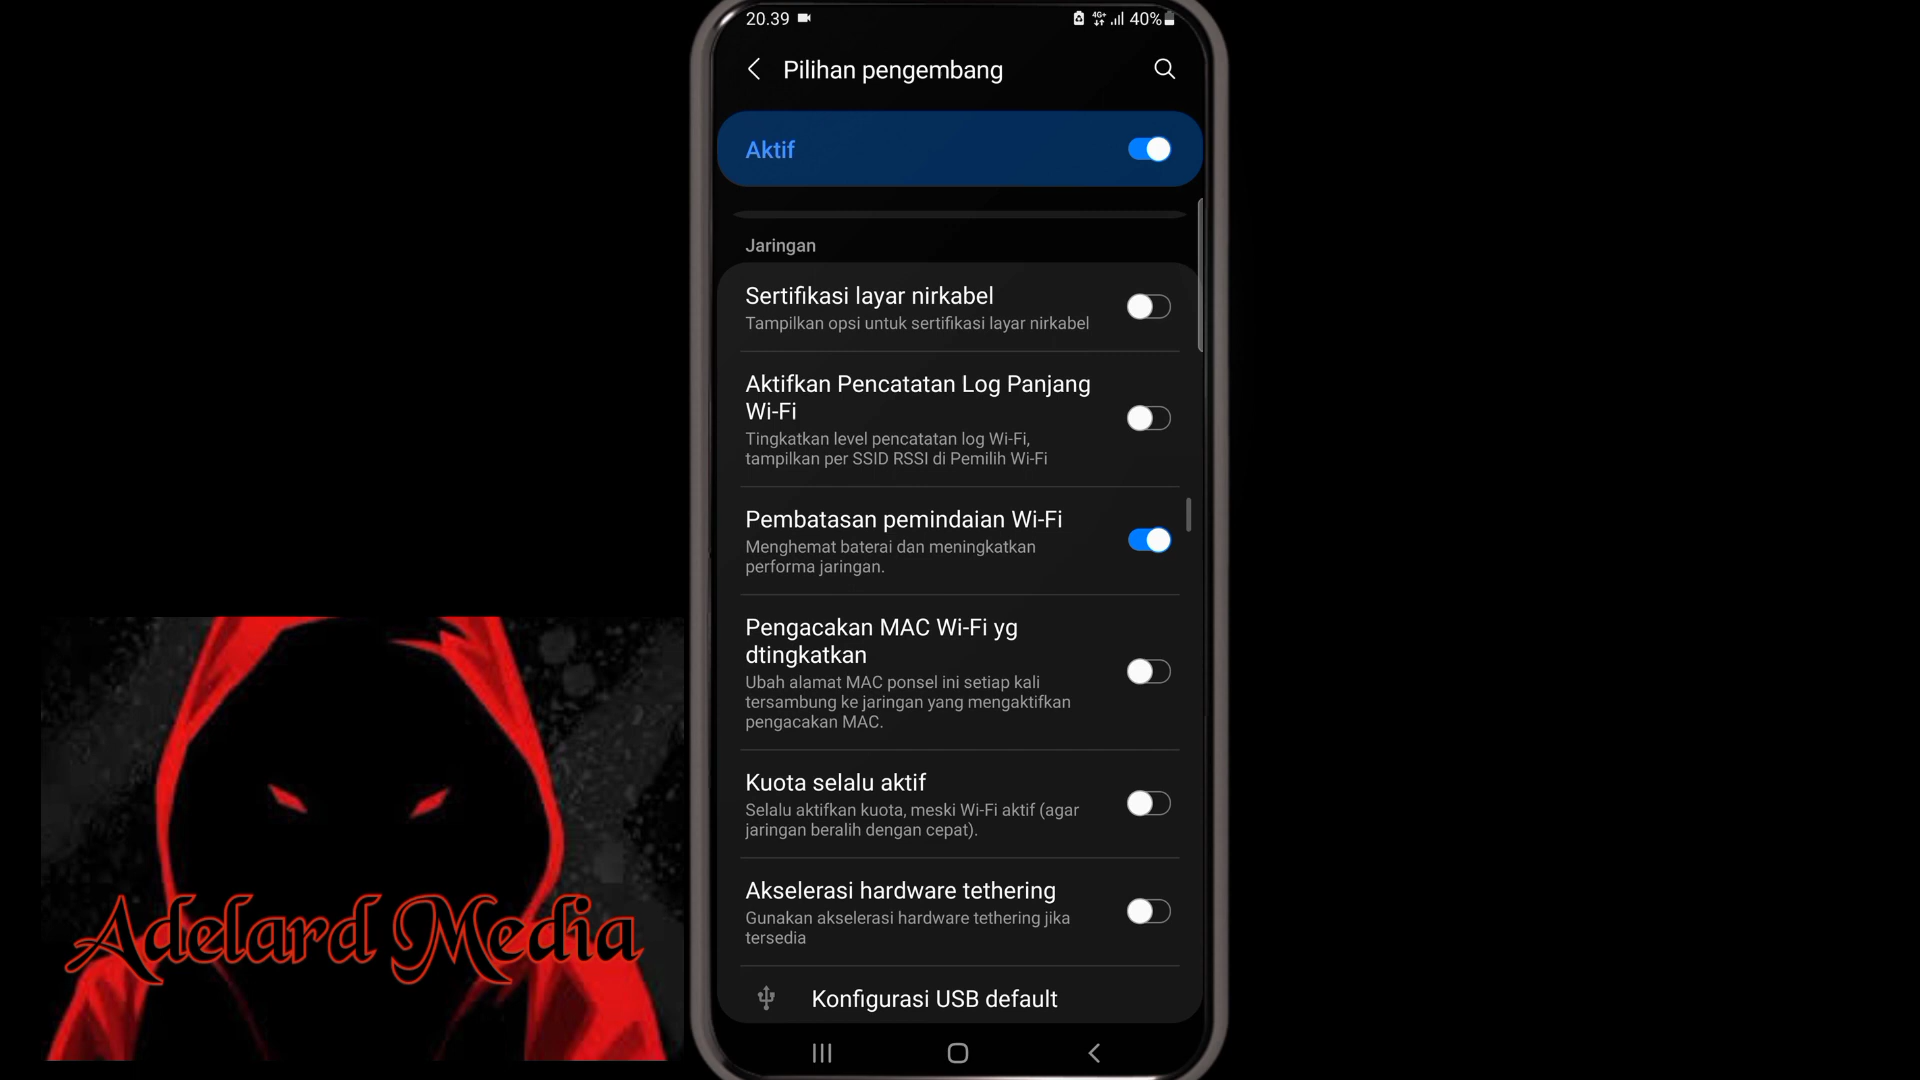 20.39
4G+
40%
Pilihan pengembang
Aktif
Jaringan
Sertifikasi layar nirkabel
Tampilkan opsi untuk sertifikasi layar nirkabel
Aktifkan Pencatatan Log Panjang
Wi-Fi
Tingkatkan level pencatatan log Wi-Fi,
tampilkan per SSID RSSI di Pemilih Wi-Fi
Pembatasan pemindaian Wi-Fi
Menghemat baterai dan meningkatkan
performa jaringan.
Pengacakan MAC Wi-Fi yg
dtingkatkan
Ubah alamat MAC ponsel ini setiap kali
tersambung ke jaringan yang mengaktifkan
pengacakan MAC.
Kuota selalu aktif
Selalu aktifkan kuota, meski Wi-Fi aktif (agar
jaringan beralih dengan cepat).
Akselerasi hardware tethering
Gunakan akselerasi hardware tethering jika
tersedia
Konfigurasi USB default
Adelard Media